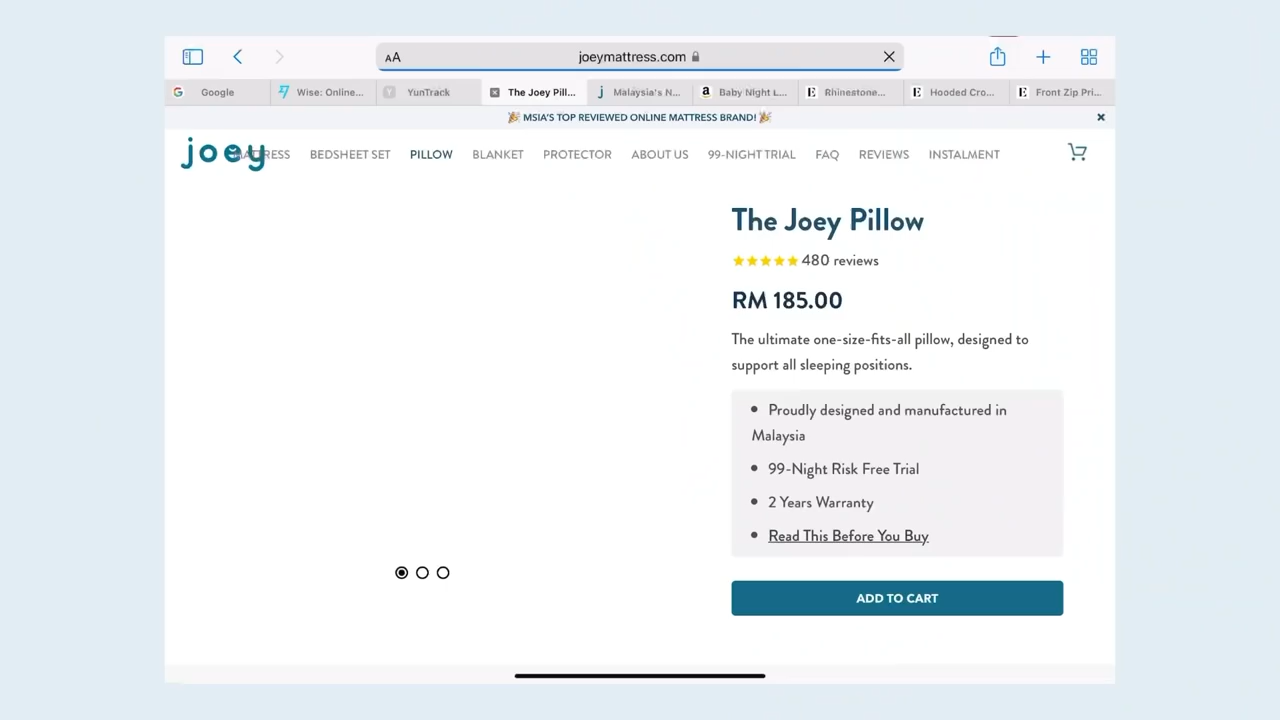 AA
joeymattress.com
Google
Wise: Online...
YunTrack
The Joey Pill...
Malaysia's N...
Baby Night L...
Rhinestone...
Hooded Cro...
Front Zip Pri...
🎉 MSIA'S TOP REVIEWED ONLINE MATTRESS BRAND! 🎉
joey
MATTRESS
BEDSHEET SET
PILLOW
BLANKET
PROTECTOR
ABOUT US
99-NIGHT TRIAL
FAQ
REVIEWS
INSTALMENT
The Joey Pillow
480 reviews
RM 185.00
The ultimate one-size-fits-all pillow, designed to
support all sleeping positions.
• Proudly designed and manufactured in
Malaysia
• 99-Night Risk Free Trial
• 2 Years Warranty
• Read This Before You Buy
ADD TO CART